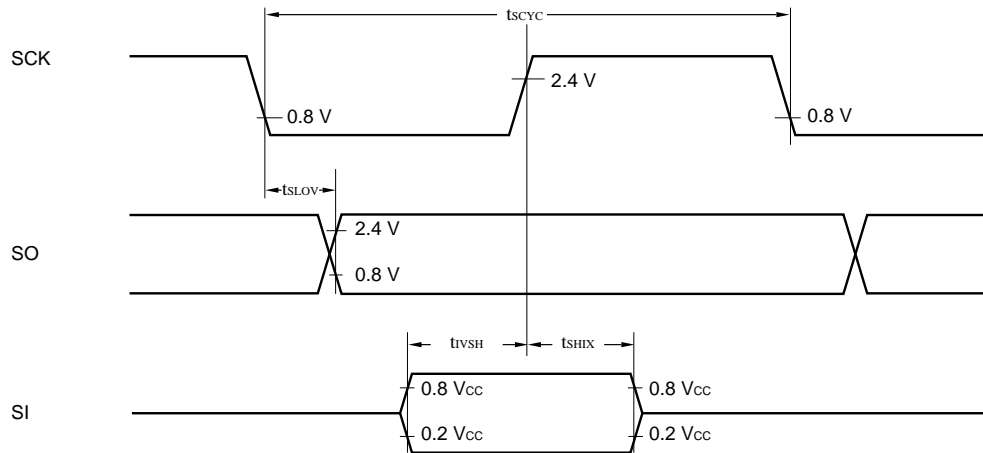 tSCYC
SCK
2.4 V
0.8 V
0.8 V
tSLOV
2.4 V
SO
0.8 V
tIVSH
tSHIX
0.8 VCC
0.8 VCC
SI
0.2 VCC
0.2 VCC